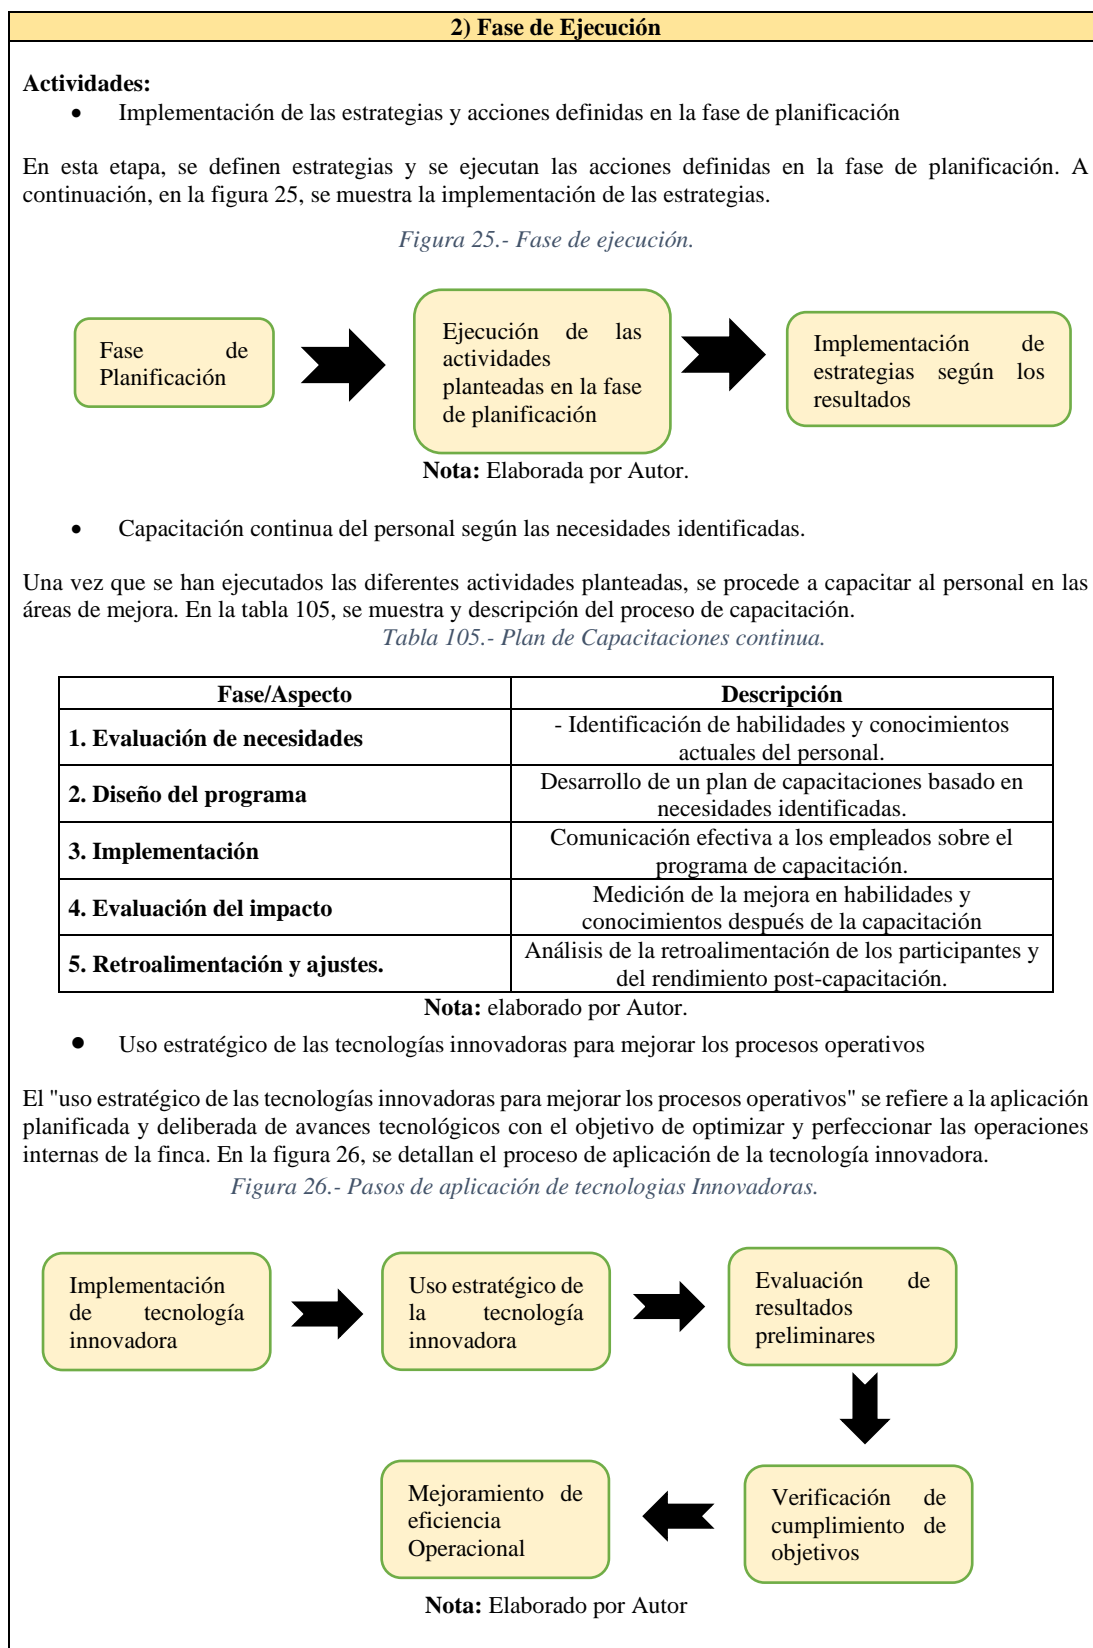 2) Fase de Ejecución
Actividades:
• Implementación de las estrategias y acciones definidas en la fase de planificación
En esta etapa, se definen estrategias y se ejecutan las acciones definidas en la fase de planificación. A
continuación, en la figura 25, se muestra la implementación de las estrategias.
Figura 25.- Fase de ejecución.
Fase de
Planificación
Ejecución de las
actividades
planteadas en la fase
de planificación
Implementación de
estrategias según los
resultados
Nota: Elaborada por Autor.
• Capacitación continua del personal según las necesidades identificadas.
Una vez que se han ejecutados las diferentes actividades planteadas, se procede a capacitar al personal en las
áreas de mejora. En la tabla 105, se muestra y descripción del proceso de capacitación.
Tabla 105.- Plan de Capacitaciones continua.
Fase/Aspecto
Descripción
1. Evaluación de necesidades
- Identificación de habilidades y conocimientos
actuales del personal.
2. Diseño del programa
Desarrollo de un plan de capacitaciones basado en
necesidades identificadas.
3. Implementación
Comunicación efectiva a los empleados sobre el
programa de capacitación.
4. Evaluación del impacto
Medición de la mejora en habilidades y
conocimientos después de la capacitación
5. Retroalimentación y ajustes.
Análisis de la retroalimentación de los participantes y
del rendimiento post-capacitación.
Nota: elaborado por Autor.
• Uso estratégico de las tecnologías innovadoras para mejorar los procesos operativos
El "uso estratégico de las tecnologías innovadoras para mejorar los procesos operativos" se refiere a la aplicación
planificada y deliberada de avances tecnológicos con el objetivo de optimizar y perfeccionar las operaciones
internas de la finca. En la figura 26, se detallan el proceso de aplicación de la tecnología innovadora.
Figura 26.- Pasos de aplicación de tecnologias Innovadoras.
Implementación
de tecnología
innovadora
Uso estratégico de
la tecnología
innovadora
Evaluación de
resultados
preliminares
Verificación de
cumplimiento de
objetivos
Mejoramiento de
eficiencia
Operacional
Nota: Elaborado por Autor